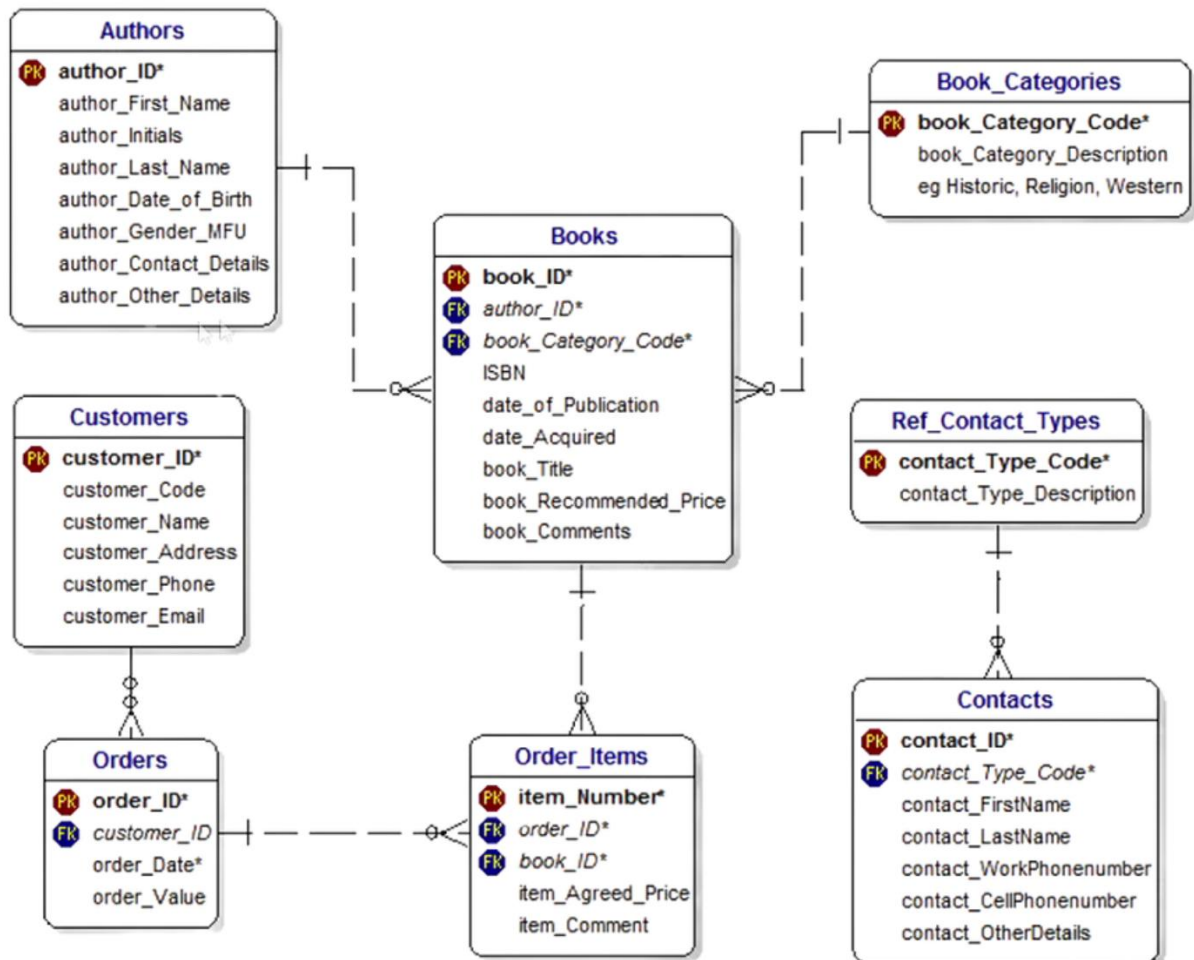 Authors
PK author_ID*
author_First_Name
author_Initials
author_Last_Name
author_Date_of_Birth
author_Gender_MFU
author_Contact_Details
author_Other_Details
Book_Categories
PK book_Category_Code*
book_Category_Description
eg Historic, Religion, Western
Books
PK book_ID*
FK author_ID*
FK book_Category_Code*
ISBN
date_of_Publication
date_Acquired
book_Title
book_Recommended_Price
book_Comments
Customers
PK customer_ID*
customer_Code
customer_Name
customer_Address
customer_Phone
customer_Email
Ref_Contact_Types
PK contact_Type_Code*
contact_Type_Description
Orders
PK order_ID*
FK customer_ID
order_Date*
order_Value
Order_Items
PK item_Number*
FK order_ID*
FK book_ID*
item_Agreed_Price
item_Comment
Contacts
PK contact_ID*
FK contact_Type_Code*
contact_FirstName
contact_LastName
contact_WorkPhonenumber
contact_CellPhonenumber
contact_OtherDetails